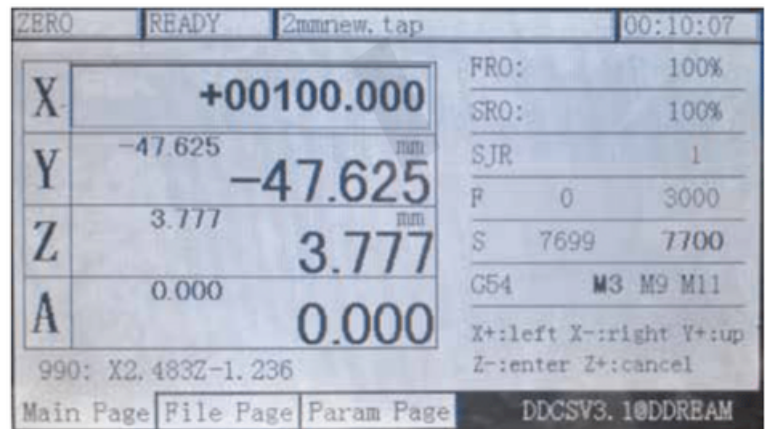 ZERO READY 2mmnew.tap 00:10:07
X +00100.000
Y -47.625 mm -47.625
Z 3.777 mm 3.777
A 0.000 0.000
990: X2.483Z-1.236
FRO: 100%
SRO: 100%
SJR 1
F 0 3000
S 7699 7700
G54 M3 M9 M11
X+:left X-:right Y+:up
Z-:enter Z+:cancel
Main Page File Page Param Page DDCSV3.1@DDREAM